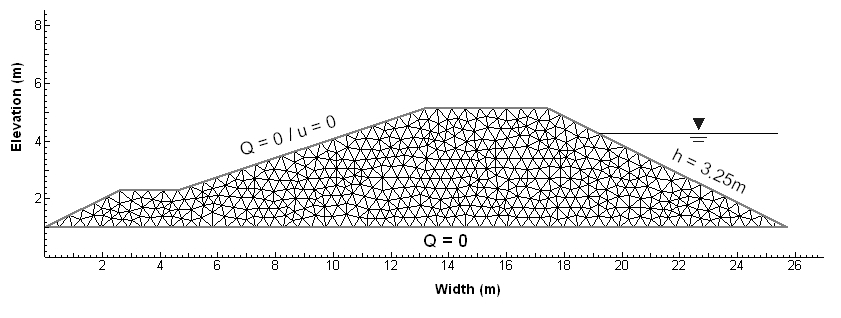 8
6
Elevation (m)
4
2
Q = 0 / u = 0
h = 3.25m
Q = 0
2 4 6 8 10 12 14 16 18 20 22 24 26
Width (m)